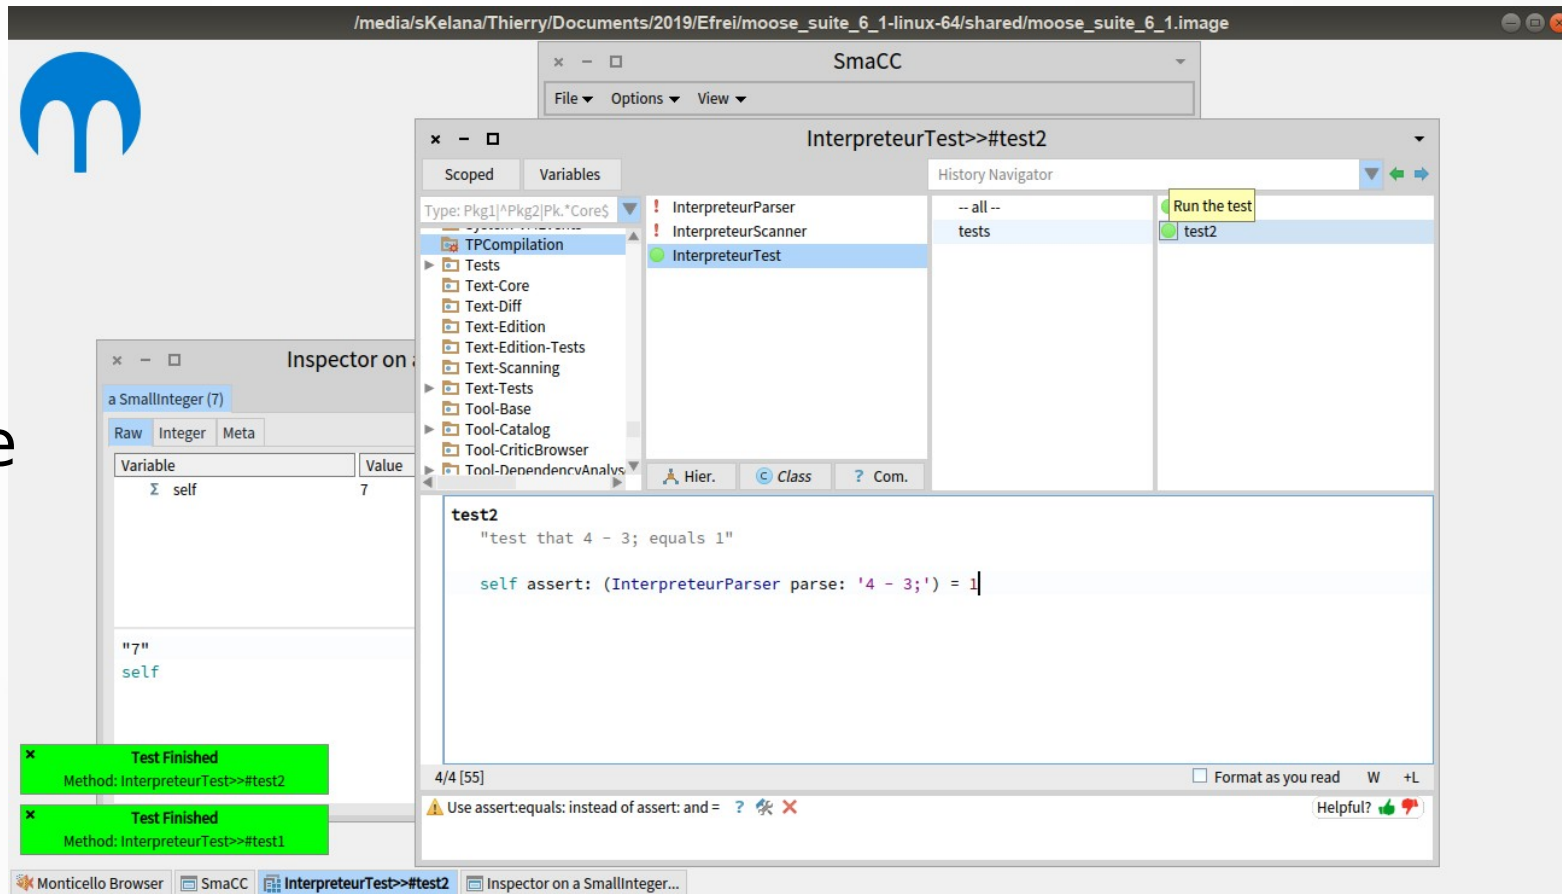 /media/sKelana/Thierry/Documents/2019/Efrei/moose_suite_6_1-linux-64/shared/moose_suite_6_1.image
SmaCC
File Options View
InterpreteurTest>>#test2
Scoped Variables
History Navigator
Type: Pkg1|^Pkg2|Pk.*Core$
TPCompilation
Tests
Text-Core
Text-Diff
Text-Edition
Text-Edition-Tests
Text-Scanning
Text-Tests
Tool-Base
Tool-Catalog
Tool-CriticBrowser
Tool-DependencyAnalys
! InterpreteurParser
! InterpreteurScanner
InterpreteurTest
-- all --
tests
Run the test
test2
Hier. Class ? Com.
Inspector on a
a SmallInteger (7)
Raw Integer Meta
Variable Value
Σ self 7
"7"
self
e
test2
"test that 4 - 3; equals 1"
self assert: (InterpreteurParser parse: '4 - 3;') = 1
4/4 [55]
Format as you read W +L
Use assert:equals: instead of assert: and = ?
Helpful?
Test Finished
Method: InterpreteurTest>>#test2
Test Finished
Method: InterpreteurTest>>#test1
Monticello Browser SmaCC InterpreteurTest>>#test2 Inspector on a SmallInteger...